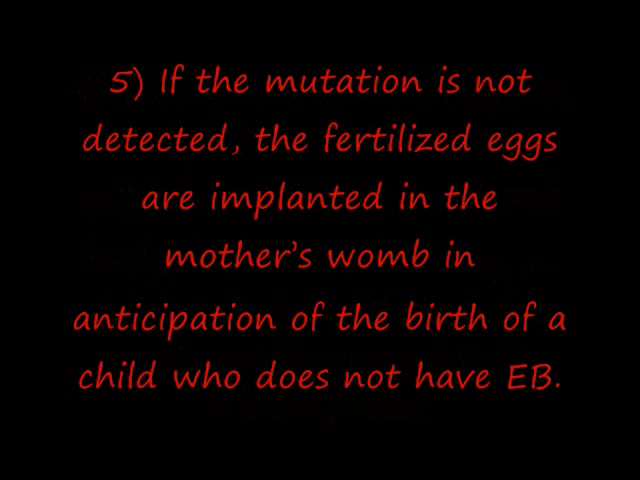 5) If the mutation is not
detected, the fertilized eggs
are implanted in the
mother's womb in
anticipation of the birth of a
child who does not have EB.